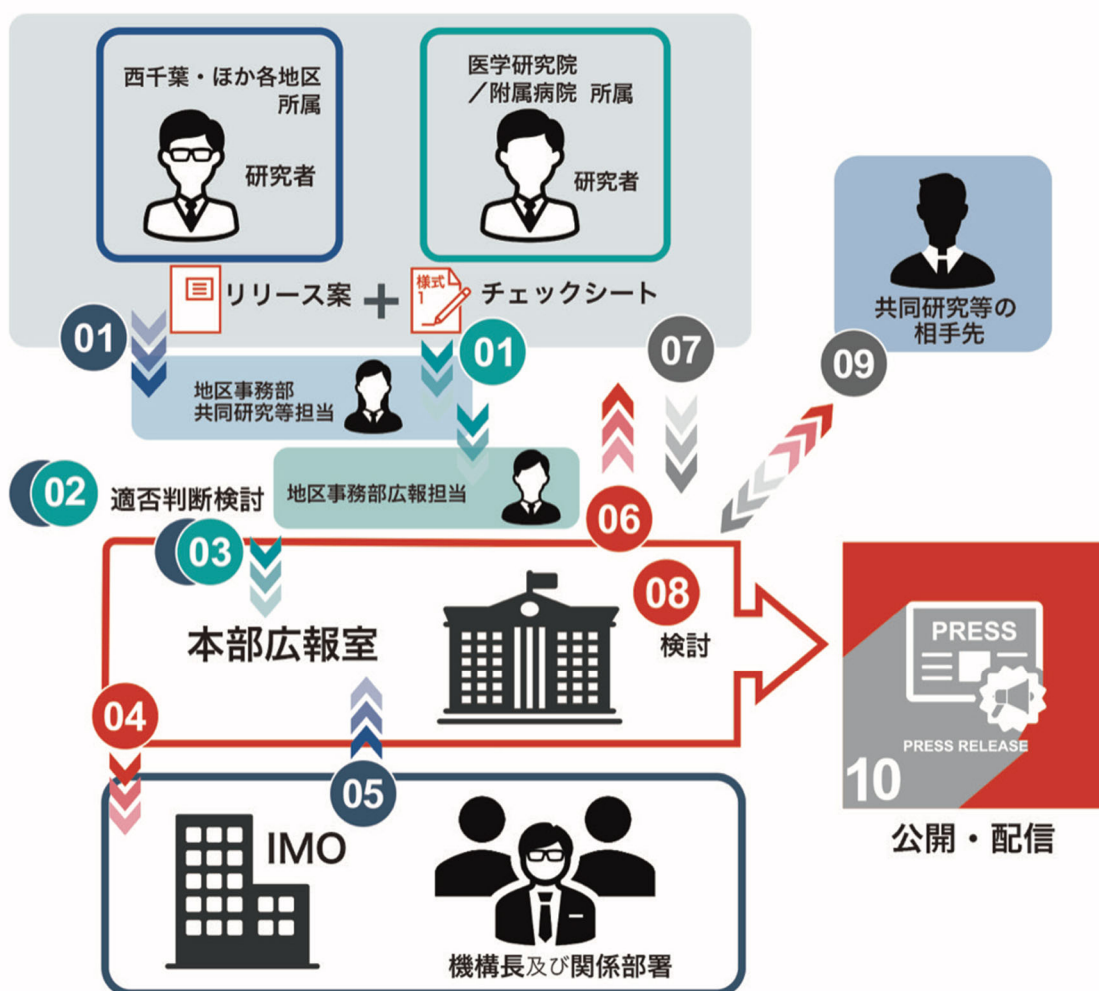 西千葉・ほか各地区
所属
研究者
医学研究院
／附属病院 所属
研究者
リリース案
+
様式
1
チェックシート
01
01
07
09
共同研究等の
相手先
地区事務部
共同研究等担当
02
適否判断検討
地区事務部広報担当
06
03
08
検討
本部広報室
04
05
IMO
機構長及び関係部署
PRESS
PRESS RELEASE
10
公開・配信